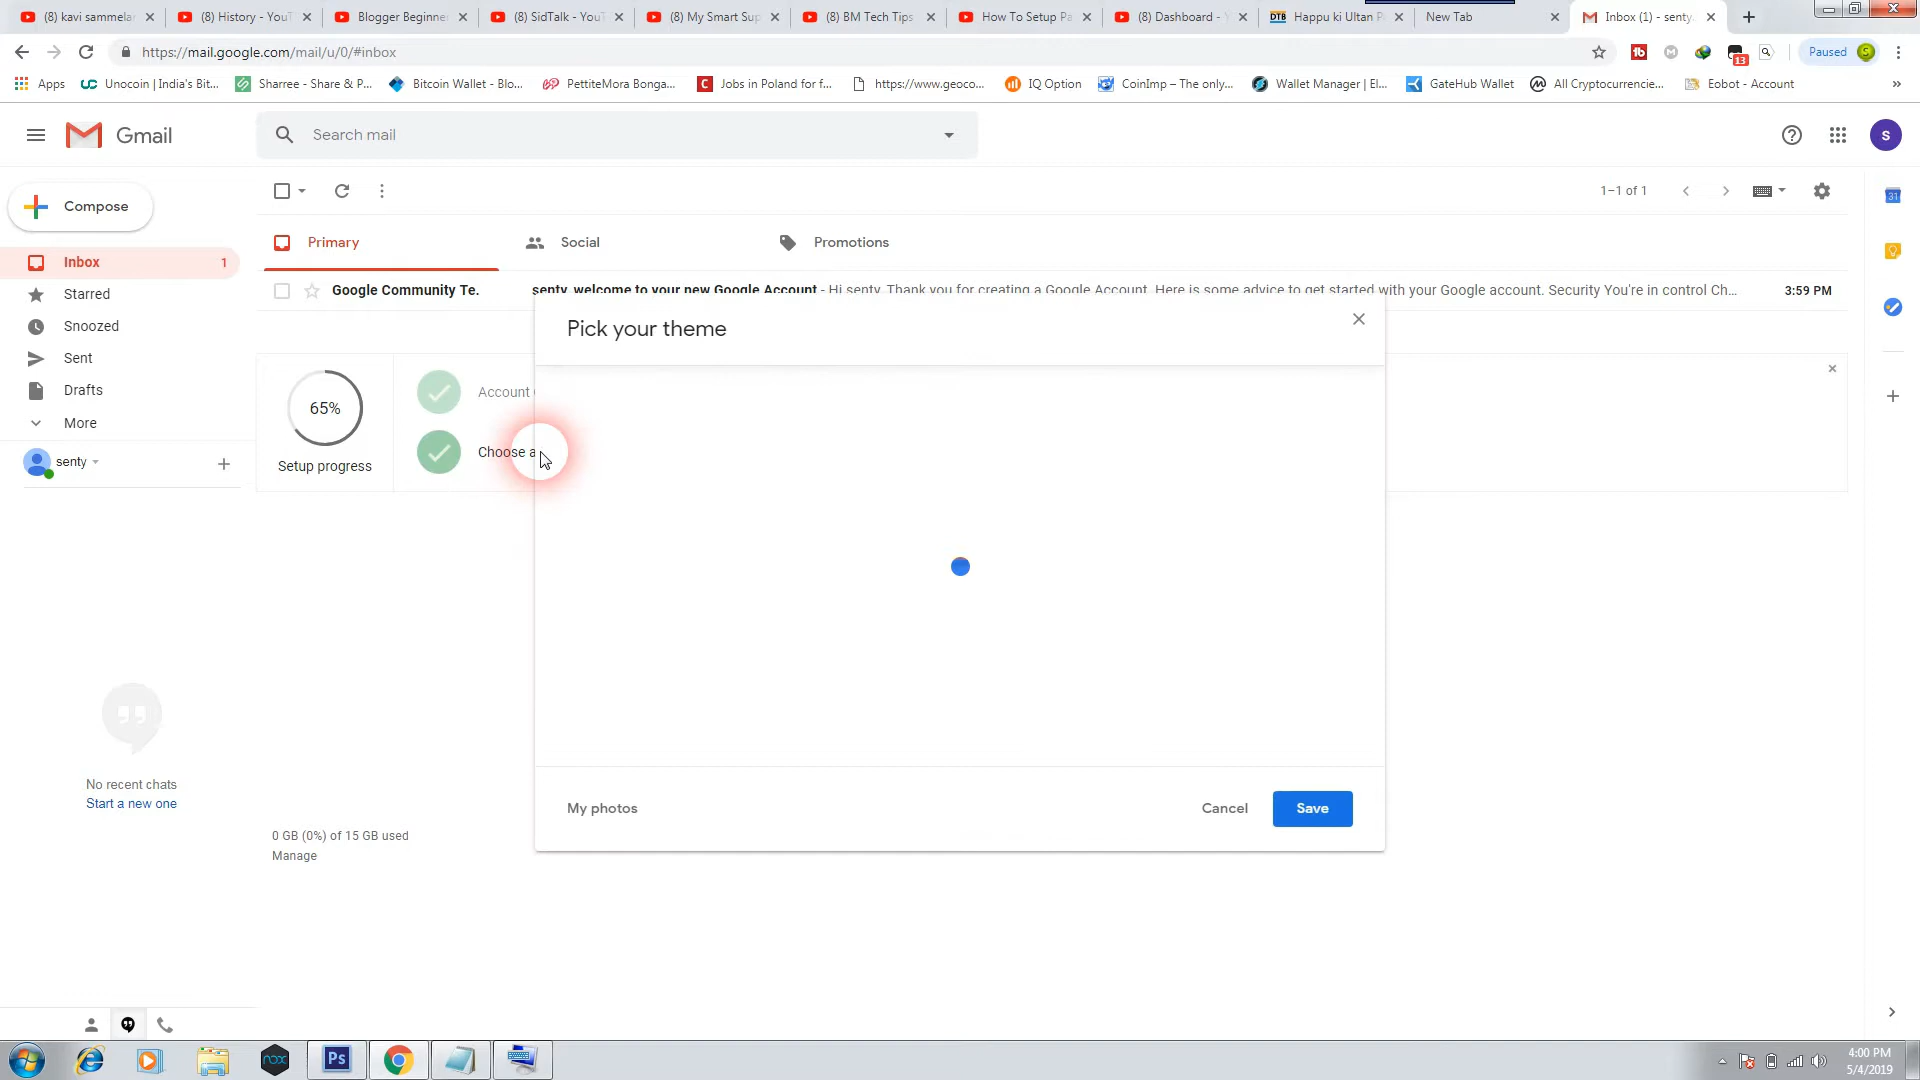 (8) kavi sammelar
(8) History - YouT
Blogger Beginne
(8) SidTalk - YouT
(8) My Smart Sup
(8) BM Tech Tips
How To Setup Pa
(8) Dashboard - Y
DTB Happu ki Ultan P
New Tab
Inbox (1) - senty
https://mail.google.com/mail/u/0/#inbox
13
Paused
S
Apps
Unocoin | India's Bit...
Sharree - Share & P...
Bitcoin Wallet - Blo...
PettiteMora Bonga...
Jobs in Poland for f...
https://www.geoco...
IQ Option
CoinImp – The only...
Wallet Manager | El...
GateHub Wallet
All Cryptocurrencie...
Eobot - Account
»
Gmail
Search mail
s
Compose
1–1 of 1
31
Primary
Social
Promotions
Inbox 1
Google Community Te.
senty, welcome to your new Google Account - Hi senty, Thank you for creating a Google Account. Here is some advice to get started with your Google account. Security You're in control Ch...
3:59 PM
Starred
Snoozed
Sent
Drafts
More
senty
Pick your theme
65%
Setup progress
Account
Choose a
My photos
Cancel
Save
No recent chats
Start a new one
0 GB (0%) of 15 GB used
Manage
Ps
nox
4:00 PM
5/4/2019